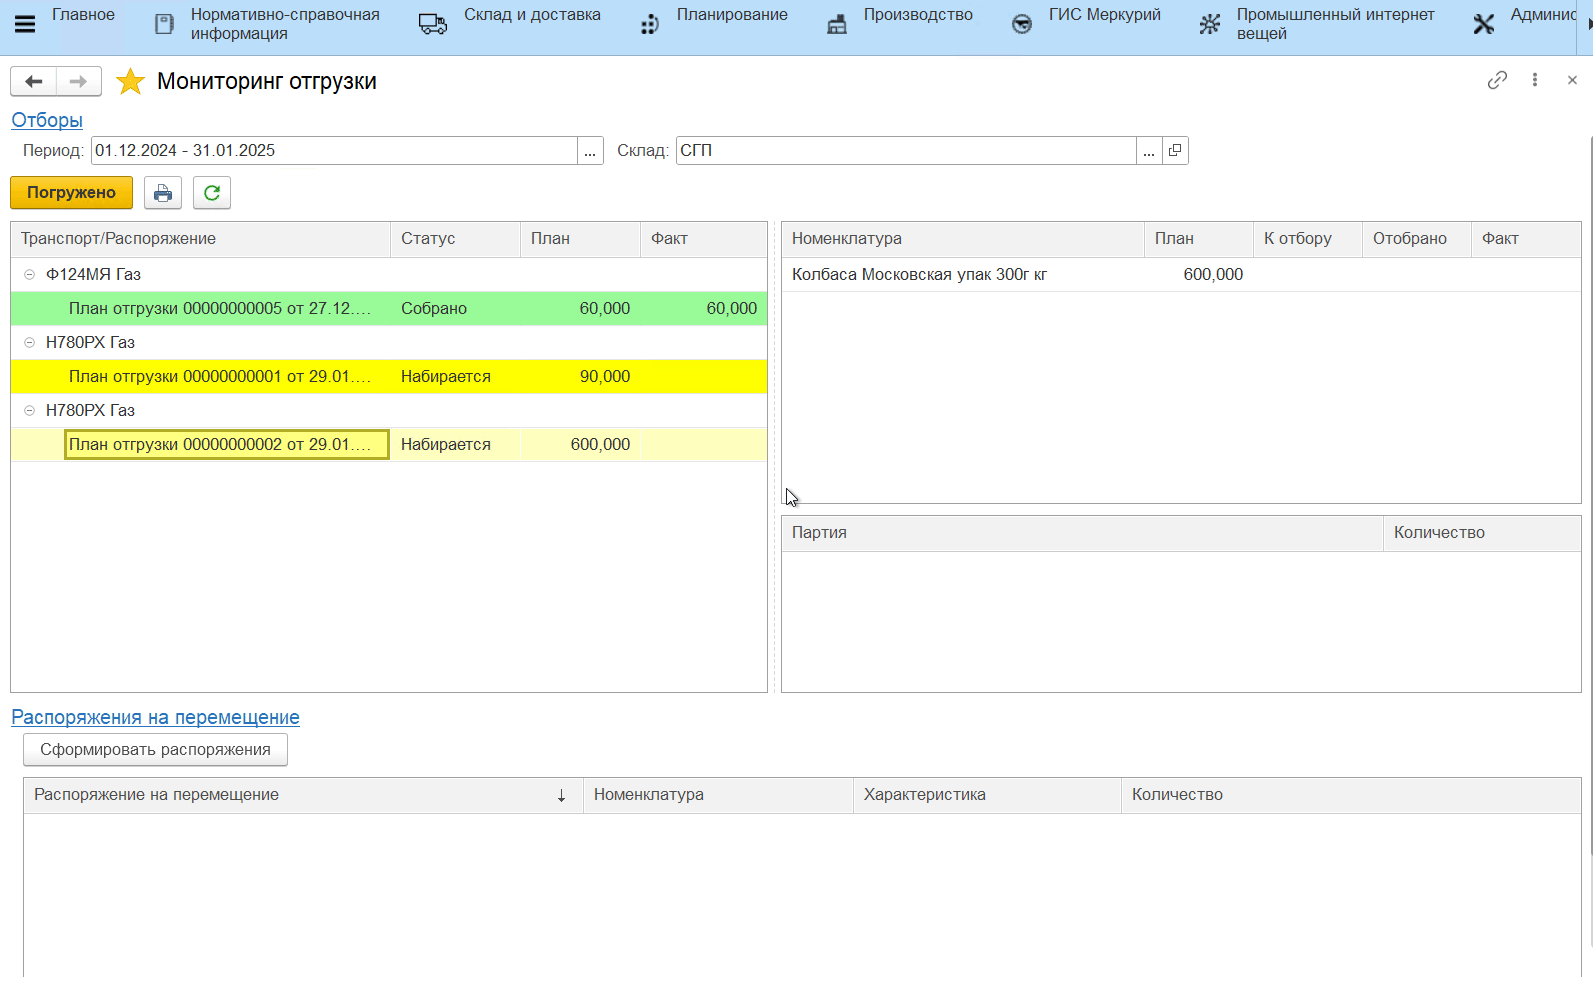 Главное
Нормативно-справочная
информация
Склад и доставка
Планирование
Производство
ГИС Меркурий
Промышленный интернет
вещей
Админис
Мониторинг отгрузки
Отборы
Период: 01.12.2024 - 31.01.2025 ... Склад: СГП ...
Погружено
Транспорт/Распоряжение Статус План Факт
Ф124МЯ Газ
План отгрузки 00000000005 от 27.12.... Собрано 60,000 60,000
Н780РХ Газ
План отгрузки 00000000001 от 29.01.... Набирается 90,000
Н780РХ Газ
План отгрузки 00000000002 от 29.01.... Набирается 600,000
Номенклатура План К отбору Отобрано Факт
Колбаса Московская упак 300г кг 600,000
Партия Количество
Распоряжения на перемещение
Сформировать распоряжения
Распоряжение на перемещение ↓ Номенклатура Характеристика Количество